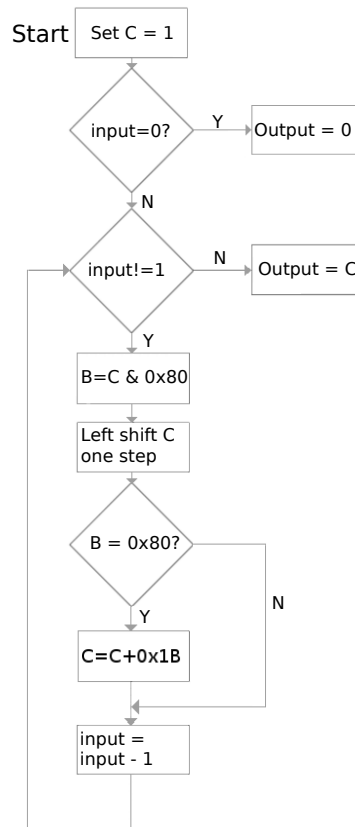 Start
Set C = 1
input=0?
Y
Output = 0
N
input!=1
N
Output = C
Y
B=C & 0x80
Left shift C
one step
B = 0x80?
N
Y
C=C+0x1B
input =
input - 1